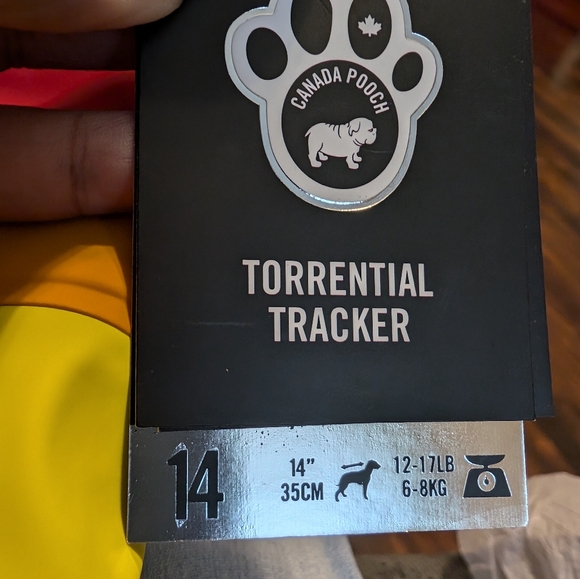 CANADA POOCH
TORRENTIAL
TRACKER
14
14”
35CM
12-17LB
6-8KG